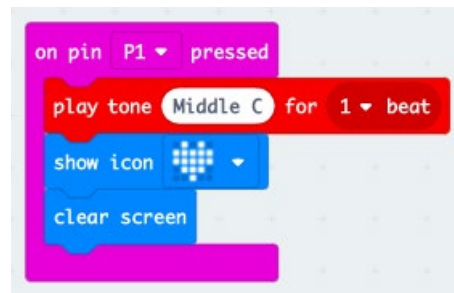 on pin P1 pressed
play tone Middle C for 1 beat
show icon
clear screen